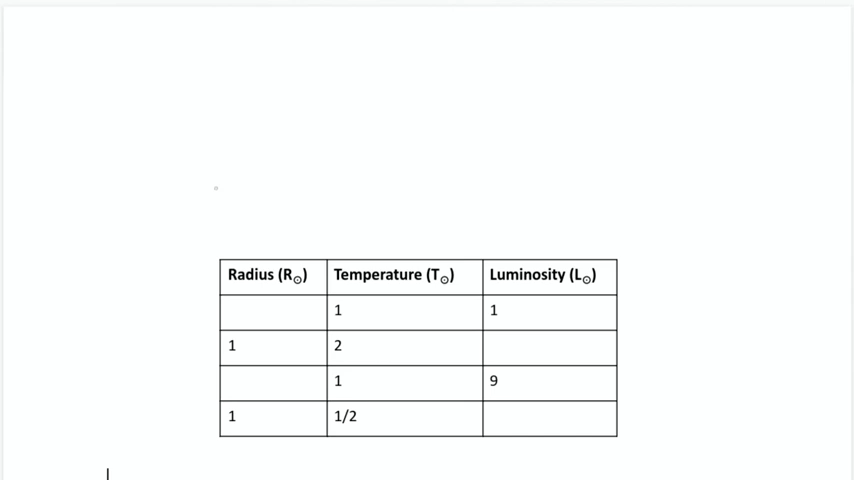 Radius (R☉) Temperature (T☉) Luminosity (L☉)
1 1
1 2
1 9
1 1/2